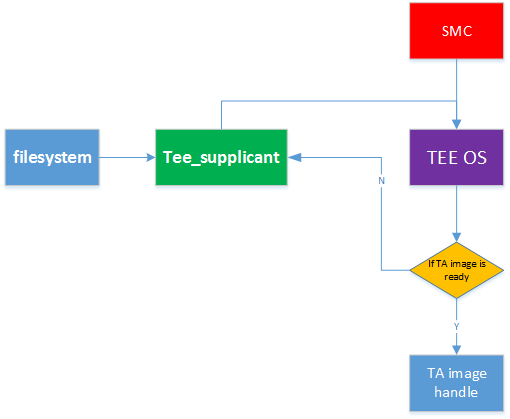 SMC
filesystem
Tee_supplicant
TEE OS
N
If TA image is
ready
Y
TA image
handle